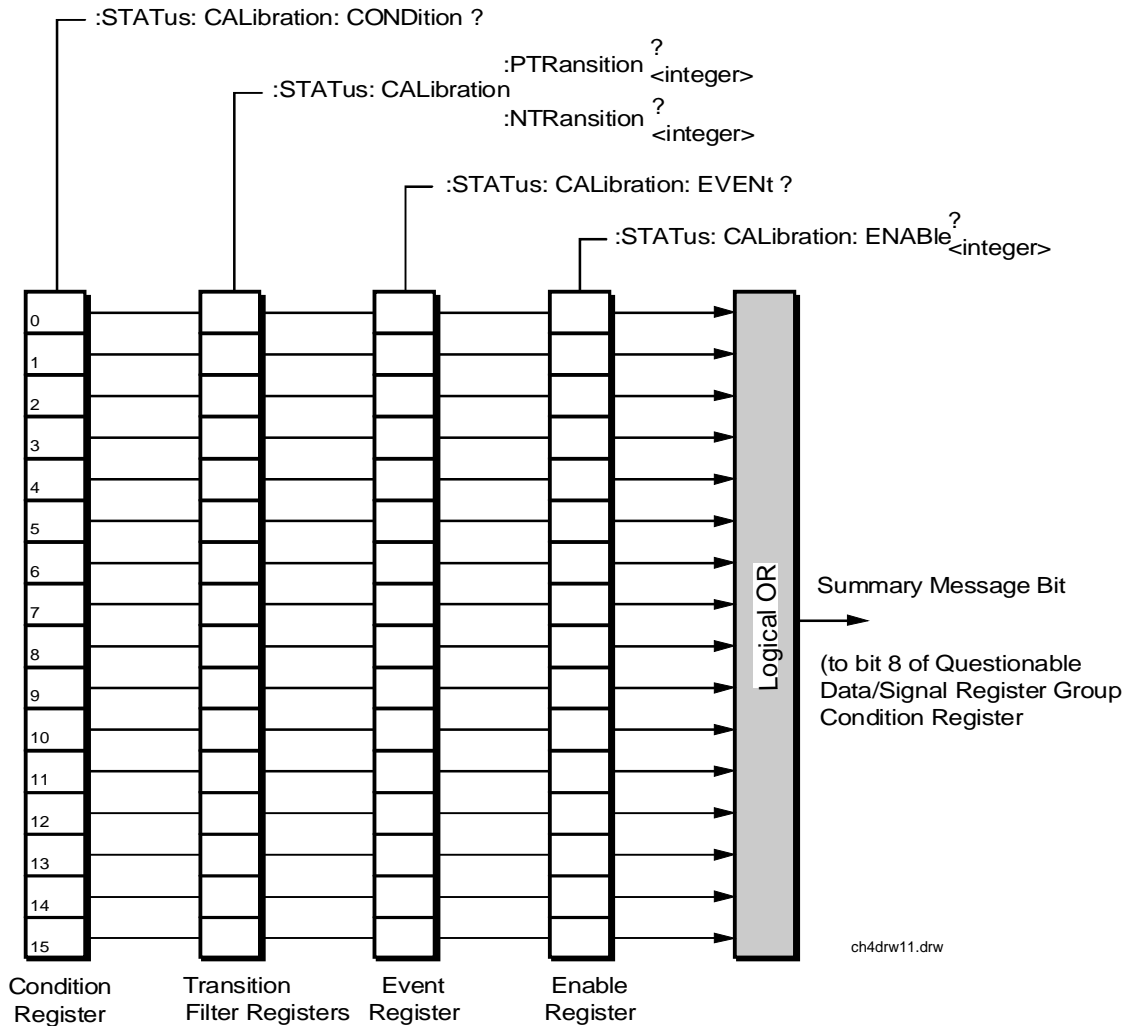 :STATus: CALibration: CONDition ?
:PTRansition ?
<integer>
:STATus: CALibration
:NTRansition ?
<integer>
:STATus: CALibration: EVENt ?
:STATus: CALibration: ENABle ?
<integer>
0
1
2
3
4
5
6
7
8
9
10
11
12
13
14
15
Logical OR
Summary Message Bit
(to bit 8 of Questionable
Data/Signal Register Group
Condition Register
ch4drw11.drw
Condition
Register
Transition
Filter Registers
Event
Register
Enable
Register